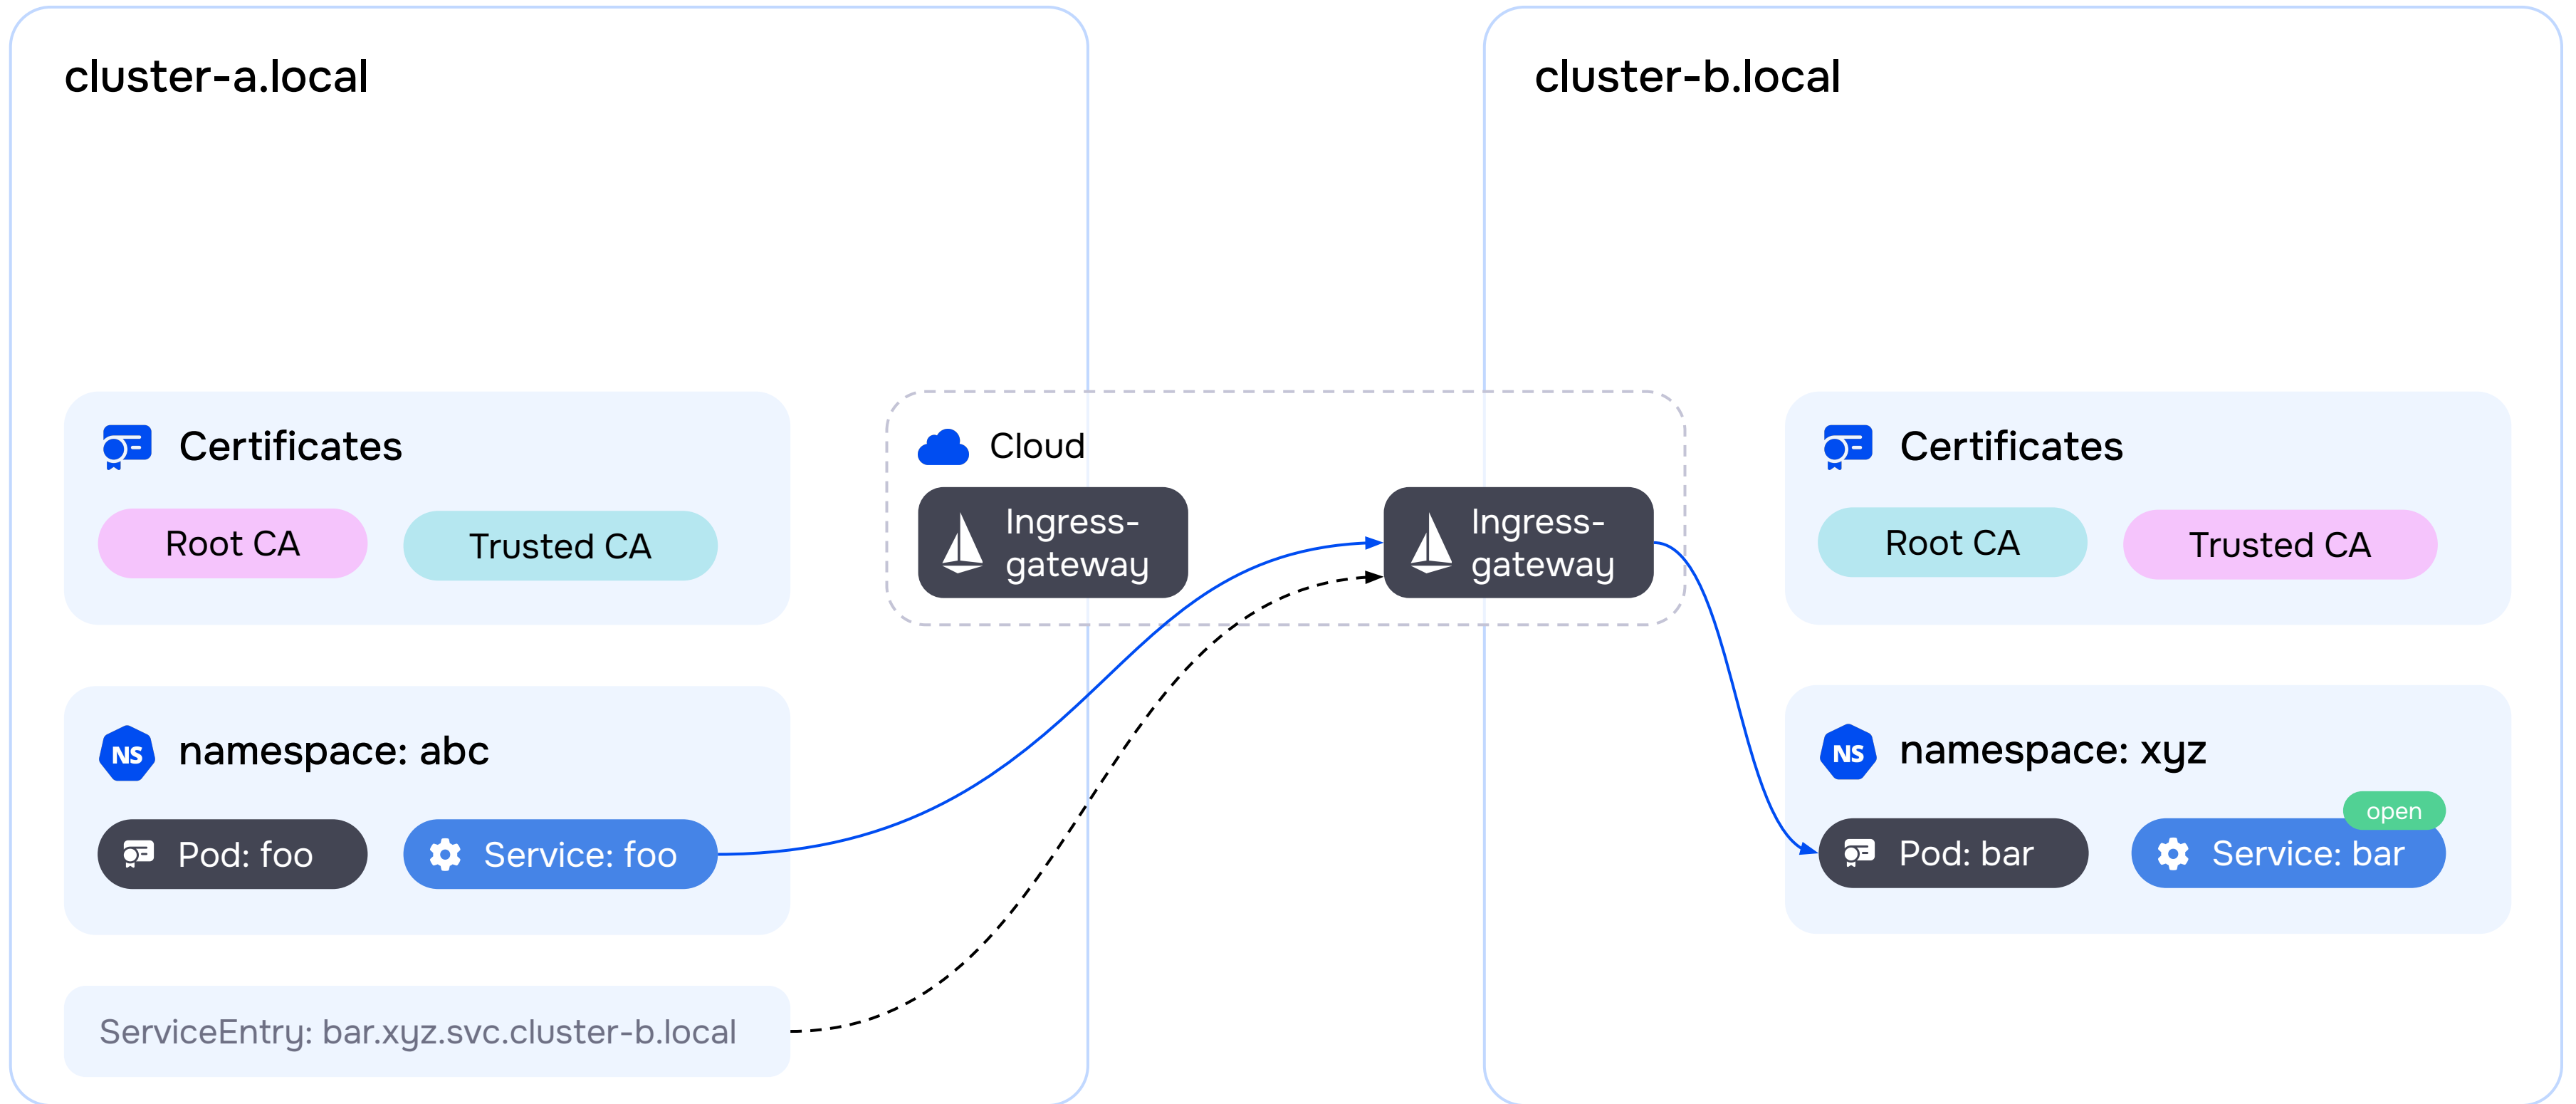 cluster-a.local
Certificates
Root CA
Trusted CA
NS
namespace: abc
Pod: foo
Service: foo
ServiceEntry: bar.xyz.svc.cluster-b.local
Cloud
Ingress-
gateway
Ingress-
gateway
cluster-b.local
Certificates
Root CA
Trusted CA
NS
namespace: xyz
open
Pod: bar
Service: bar